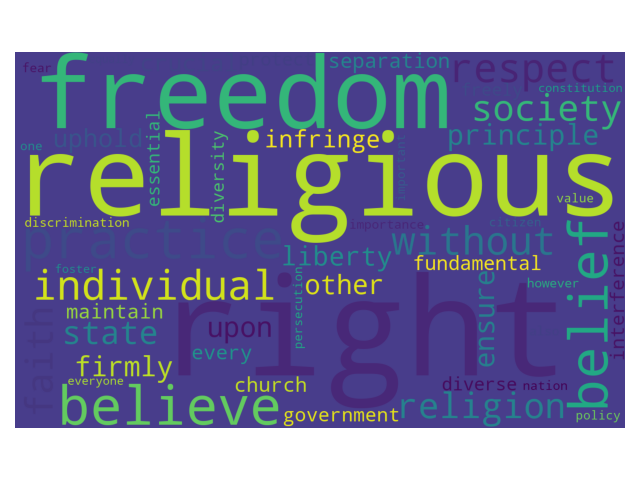 fear
freedom
separation
respect
constitution
society
one
uphold
essential
diversity
infringe
principle
important
religious
value
discrimination
practice
importance
citizen
liberty
without
fundamental
belief
interference
foster
individual
persecution
other
ensure
however
maintain
right
faith
state
upon
every
firmly
everyone
church
diverse
nation
believe
government
religion
policy